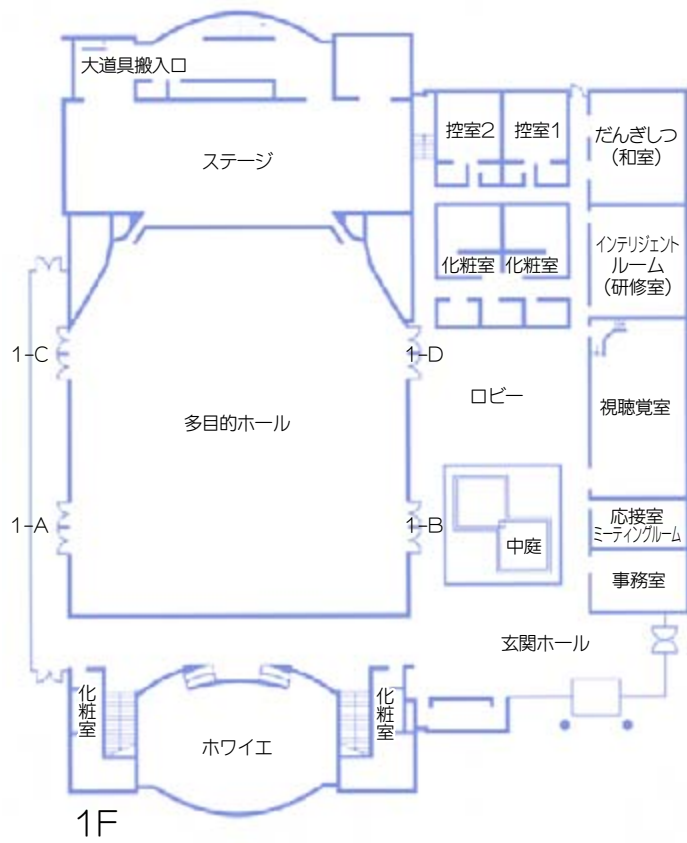 大道具搬入口
控室2
控室1
だんぎしつ
(和室)
ステージ
インテリジェント
ルーム
(研修室)
化粧室
化粧室
1-C
1-D
ロビー
多目的ホール
視聴覚室
1-A
1-B
応接室
ミーティングルーム
中庭
事務室
玄関ホール
化粧室
化粧室
ホワイエ
1F